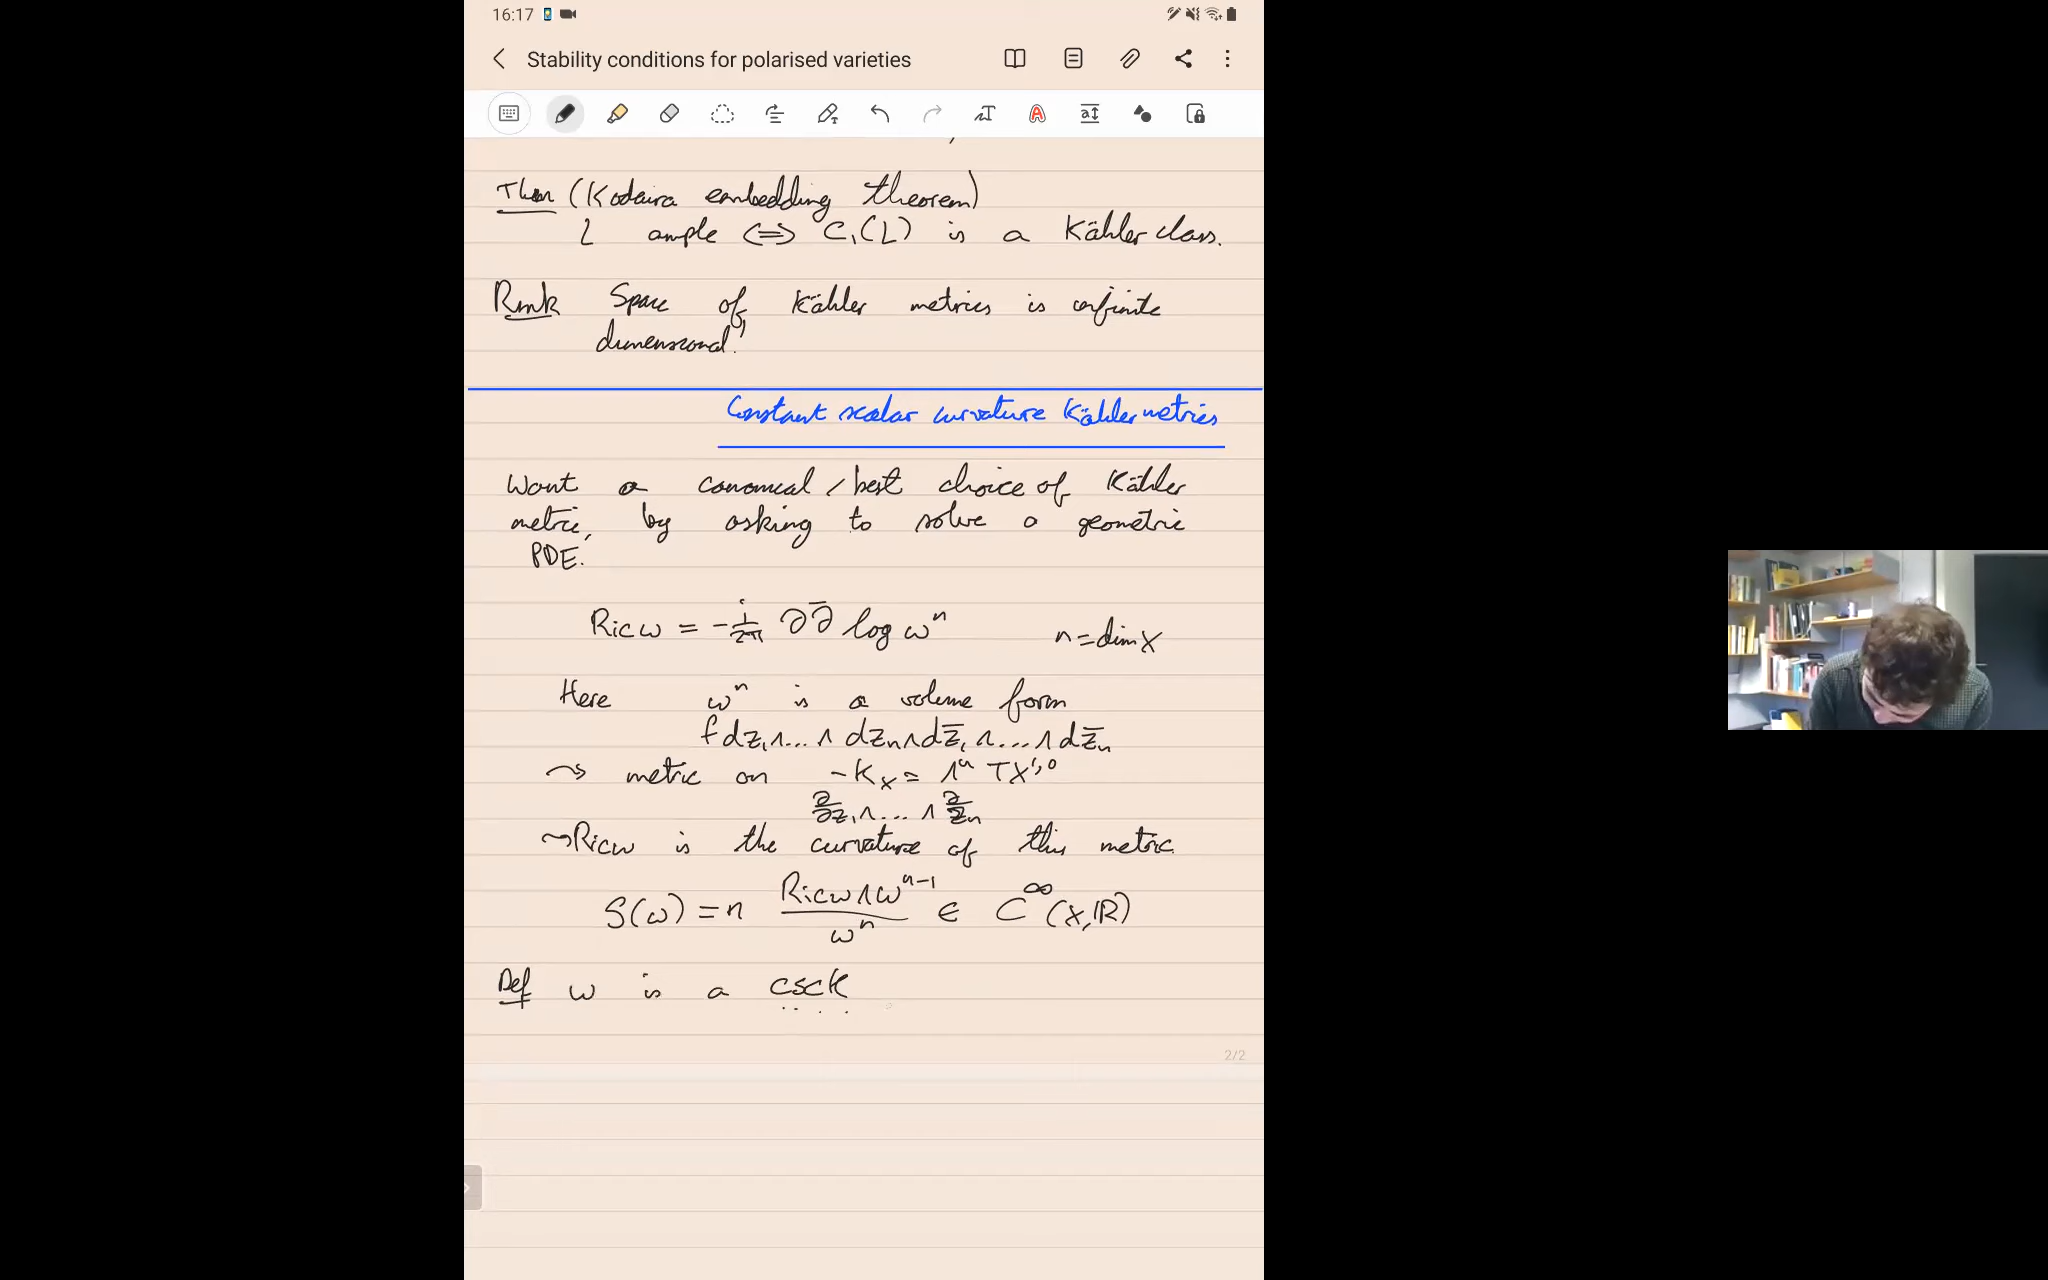 16:17
Stability conditions for polarised varieties
Thm (Kodaira embedding theorem)
L ample ⟺ C₁(L) is a Kähler class.
Rmk Space of Kähler metrics is infinite
dimensional!
Constant scalar curvature Kähler metrics
Want a canonical / best choice of Kähler
metric, by asking to solve a geometric
PDE.
Ric ω = -i/2π ∂∂̄ log ωⁿ n = dim X
Here ωⁿ is a volume form
f dz₁∧...∧ dzₙ∧dz̄₁∧...∧dz̄ₙ
⇝ metric on -K_X = Λⁿ TX^{1,0}
∂/∂z₁∧...∧ ∂/∂zₙ
⇝ Ric ω is the curvature of this metric
S(ω) = n Ric ω∧ω^{n-1} / ωⁿ ∈ C^∞(X,ℝ)
Def ω is a cscK
2/2